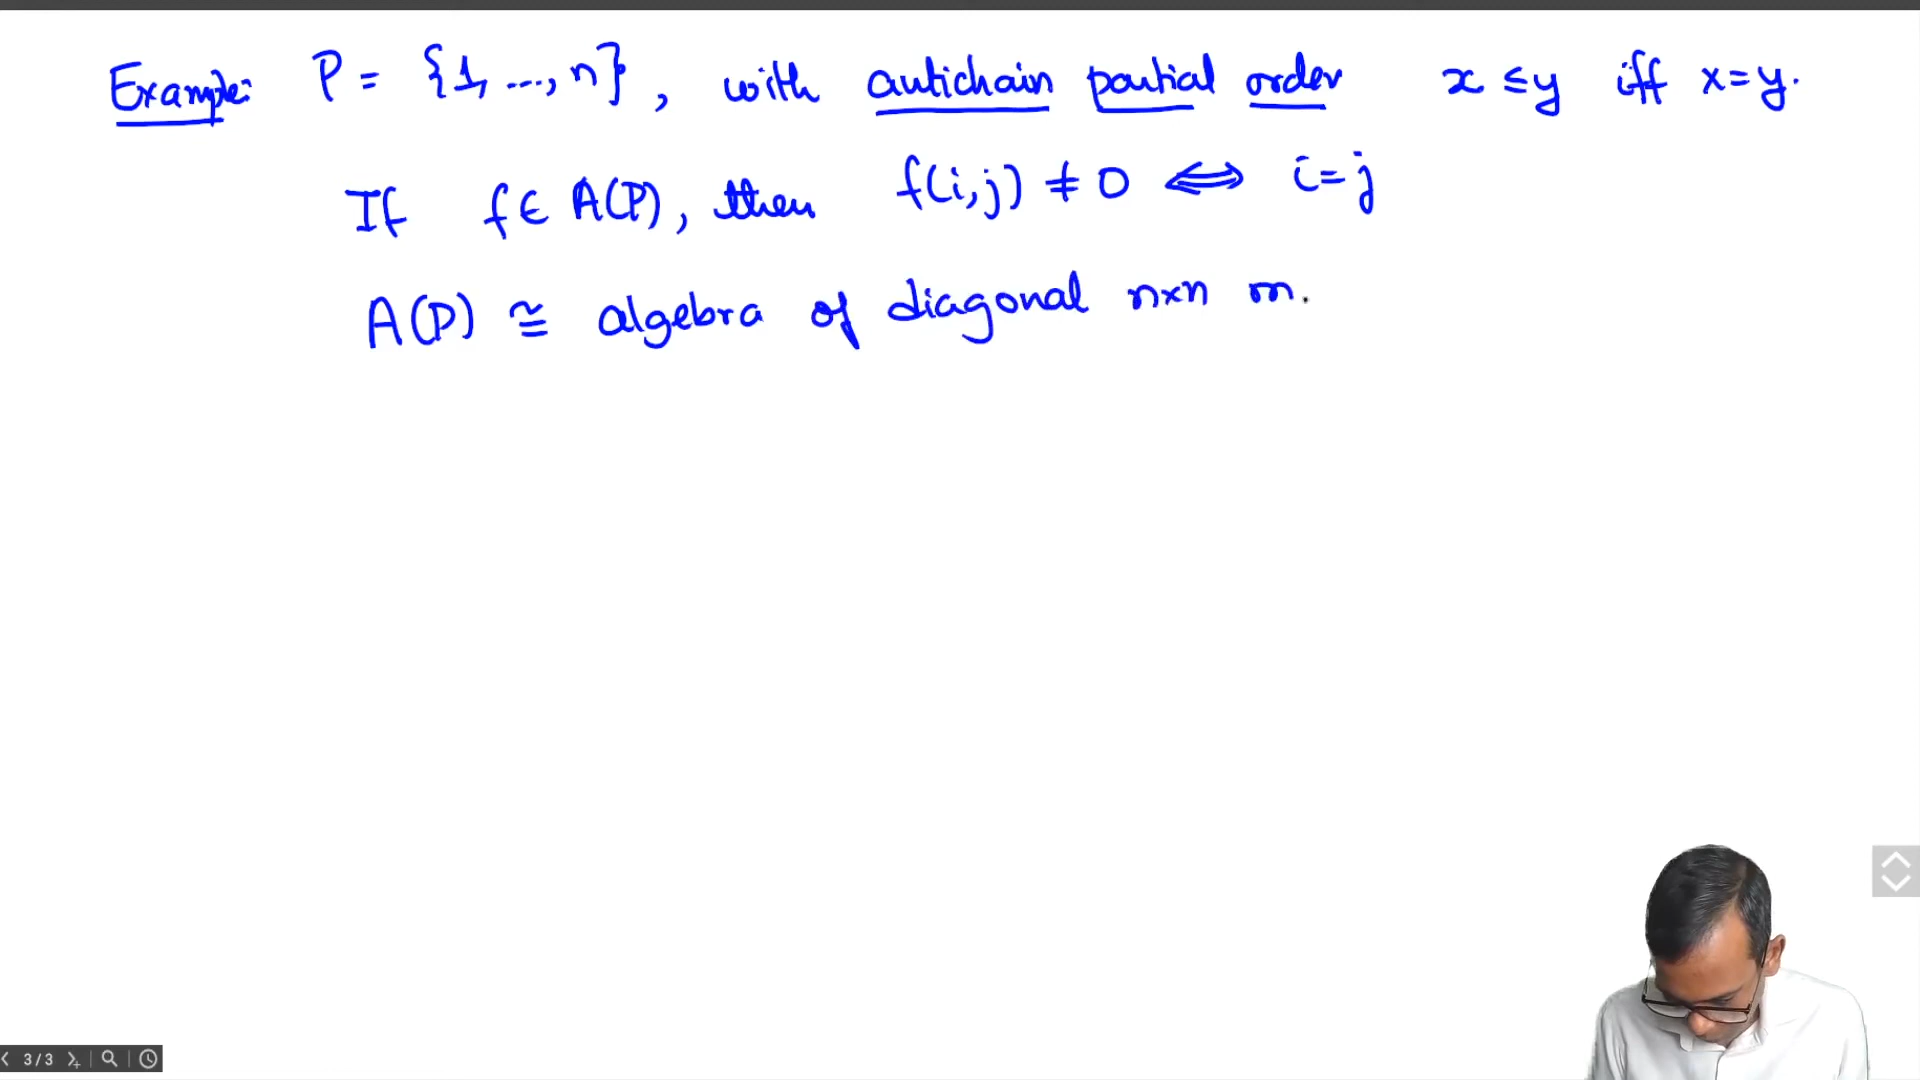 Example: P = {1, ..., n}, with antichain partial order x ≤ y iff x = y.
If f ∈ A(P), then f(i,j) ≠ 0 ⟺ i = j
A(P) ≅ algebra of diagonal n×n m.
3/3